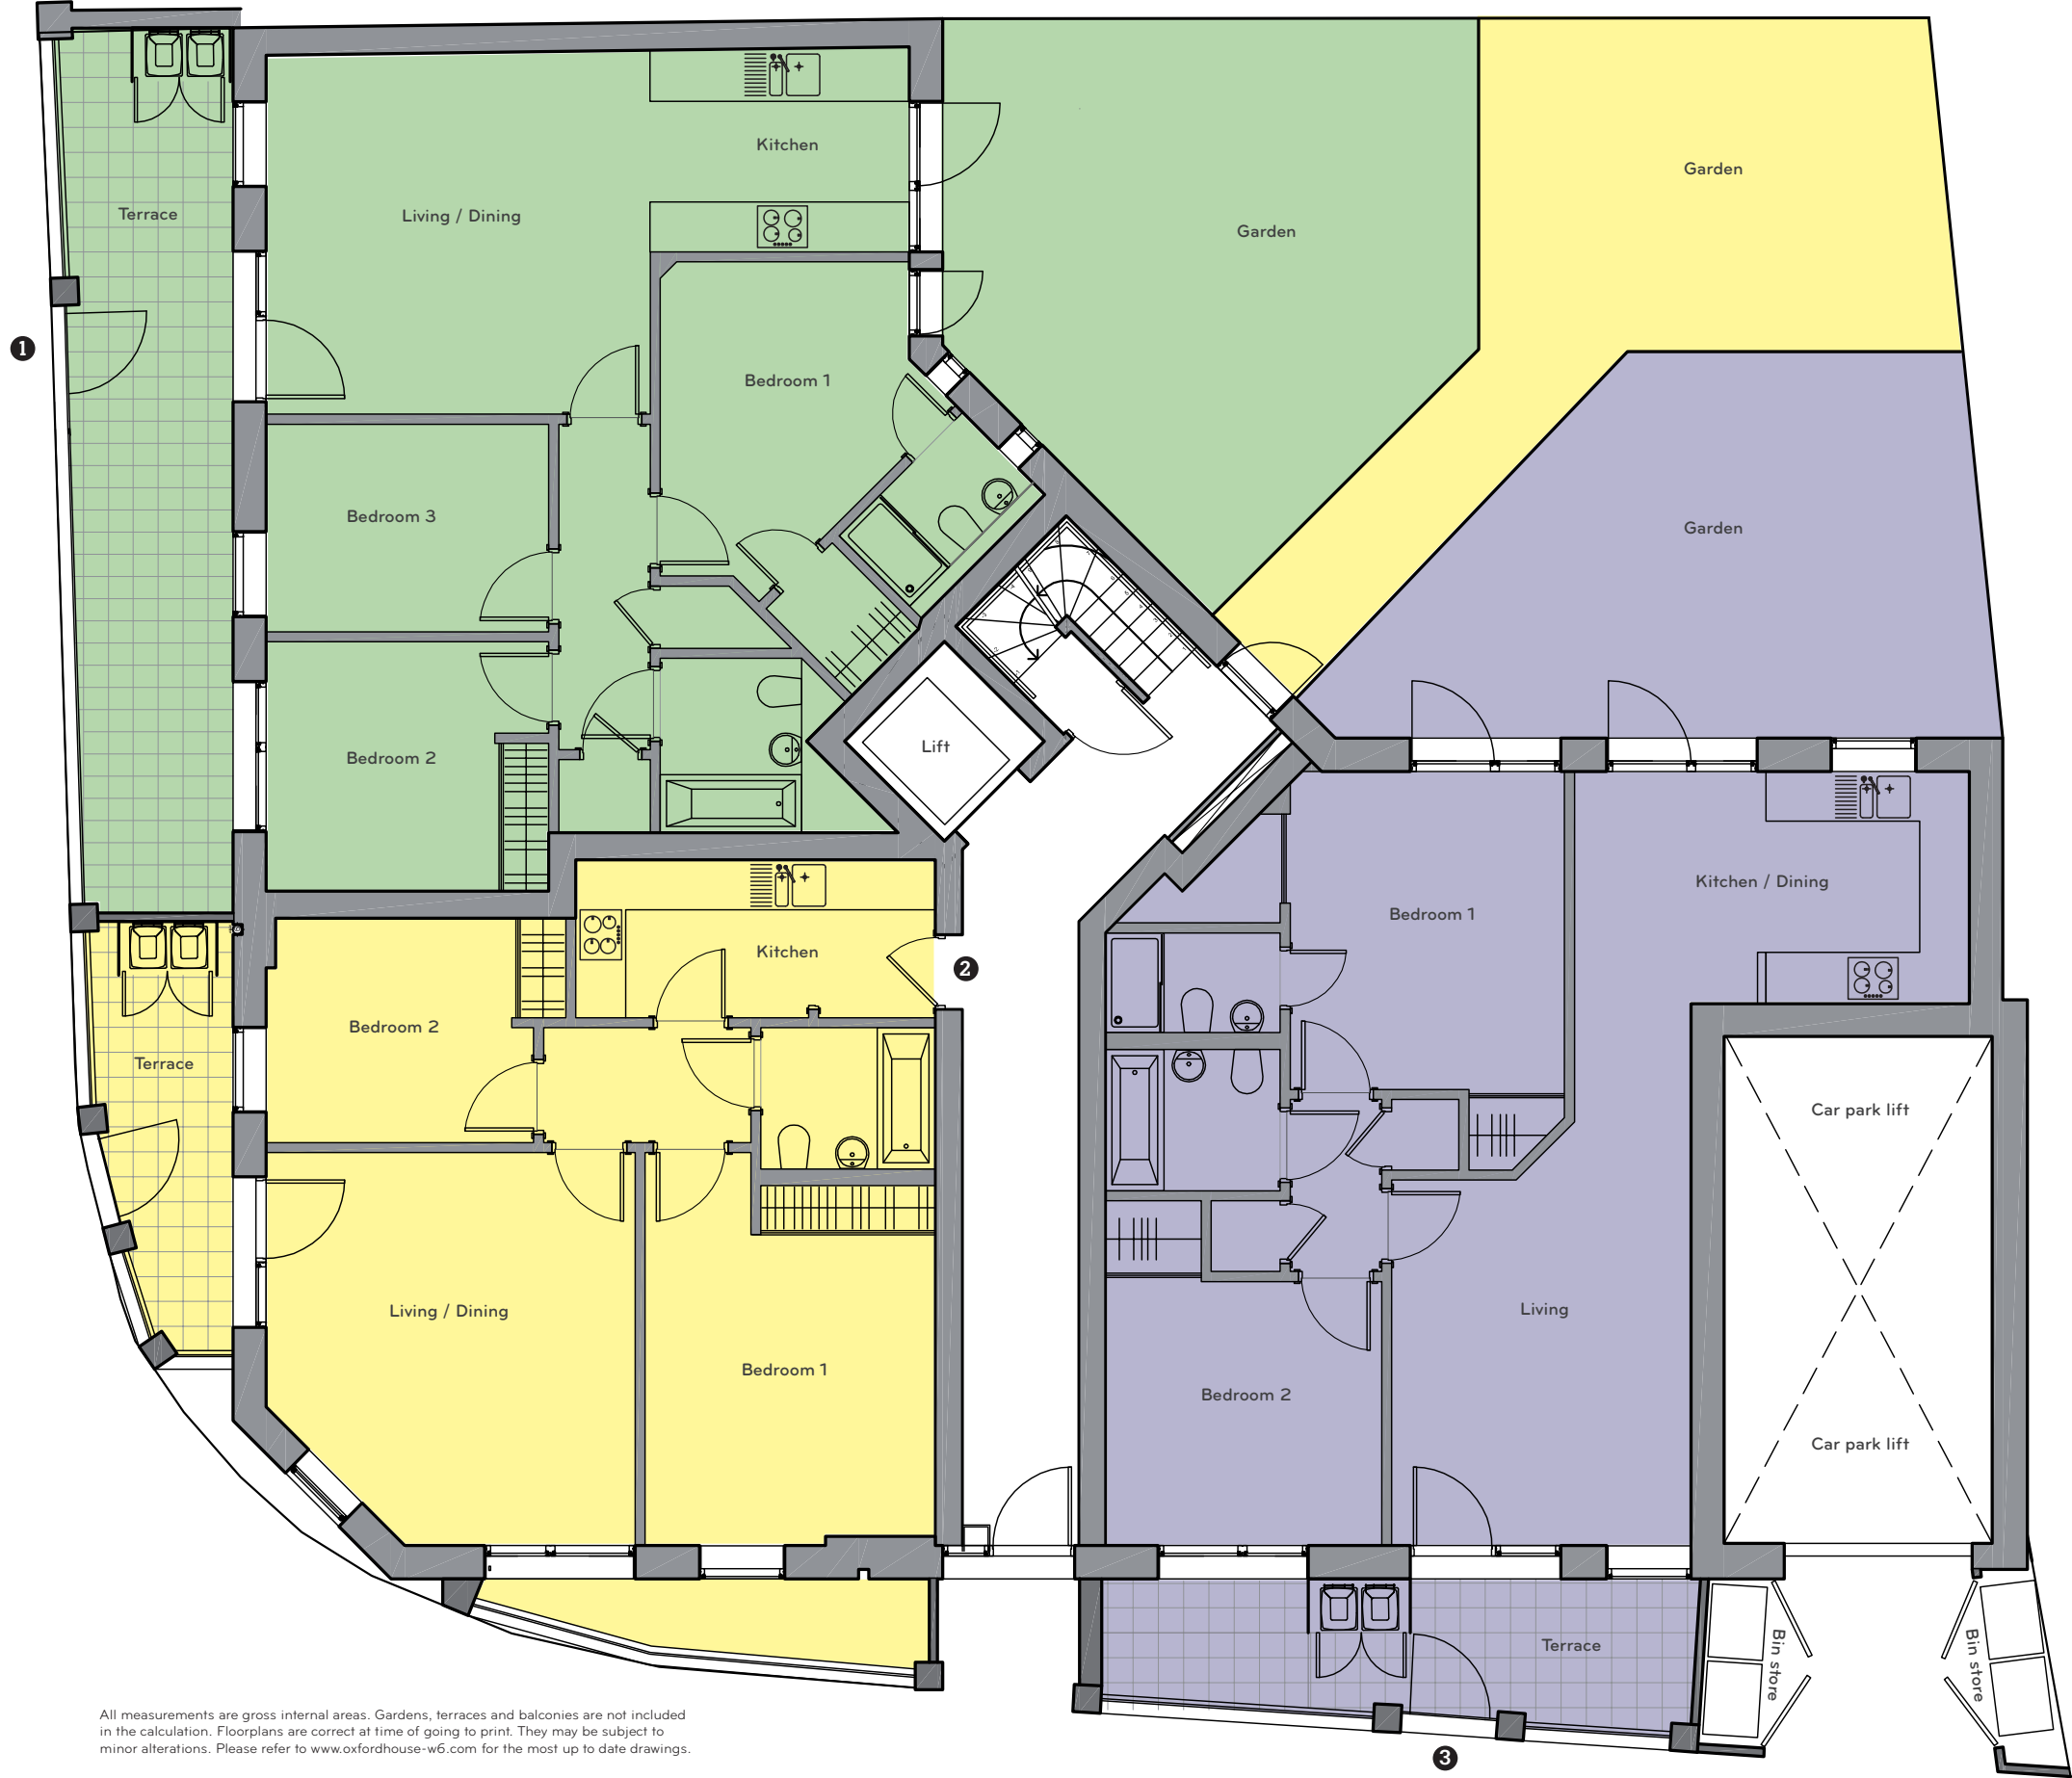 Kitchen
Garden
Terrace
Living / Dining
Garden
1
Bedroom 1
Bedroom 3
Garden
Lift
Bedroom 2
Kitchen / Dining
Bedroom 1
Kitchen
2
Bedroom 2
Terrace
Car park lift
Living / Dining
Living
Bedroom 1
Bedroom 2
Car park lift
Terrace
Bin store
Bin store
All measurements are gross internal areas. Gardens, terraces and balconies are not included
in the calculation. Floorplans are correct at time of going to print. They may be subject to
minor alterations. Please refer to www.oxfordhouse-w6.com for the most up to date drawings.
3